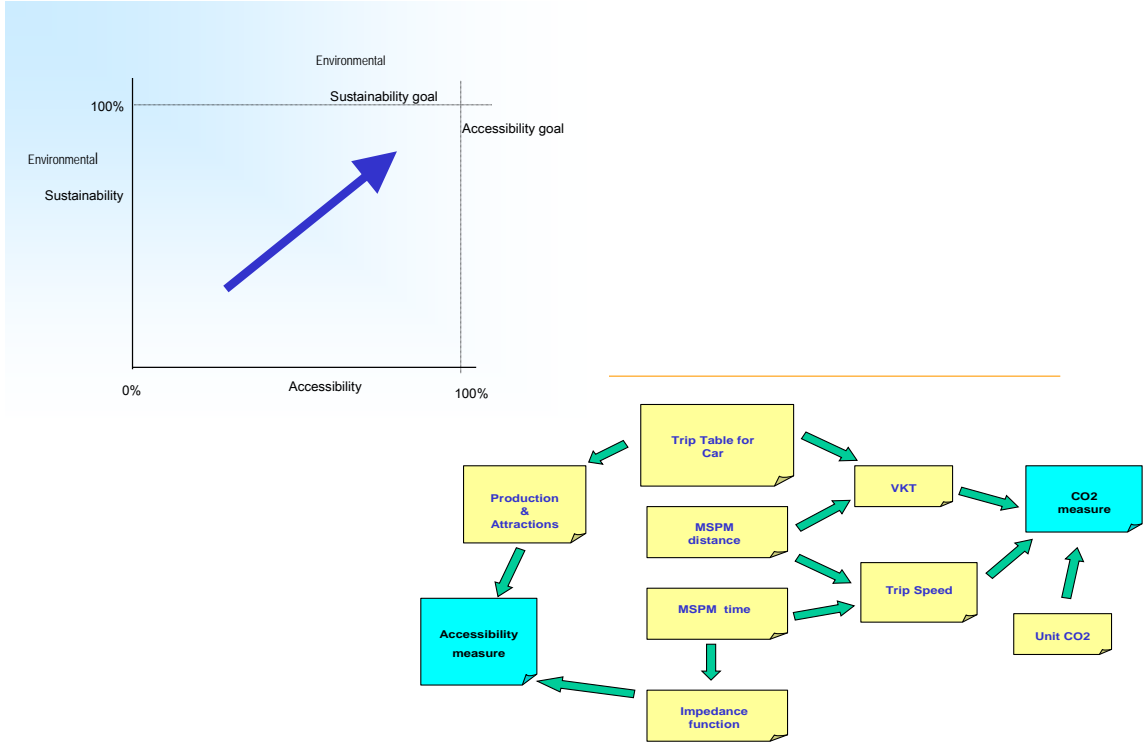 Environmental
Sustainability goal
100%
Accessibility goal
Environmental
Sustainability
0%
Accessibility
100%
Trip Table for
Car
Production
&
Attractions
VKT
CO2
measure
MSPM
distance
Trip Speed
MSPM time
Unit CO2
Accessibility
measure
Impedance
function